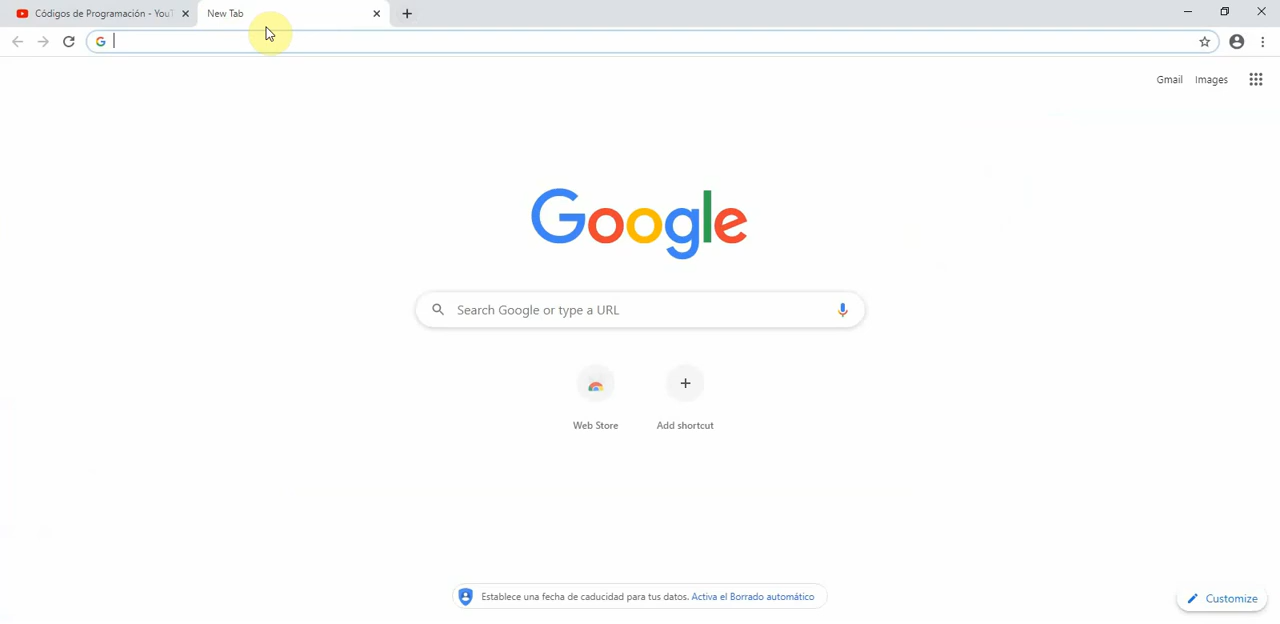 Códigos de Programación - You
New Tab
Gmail
Images
Google
Search Google or type a URL
Web Store
Add shortcut
Establece una fecha de caducidad para tus datos. Activa el Borrado automático
Customize